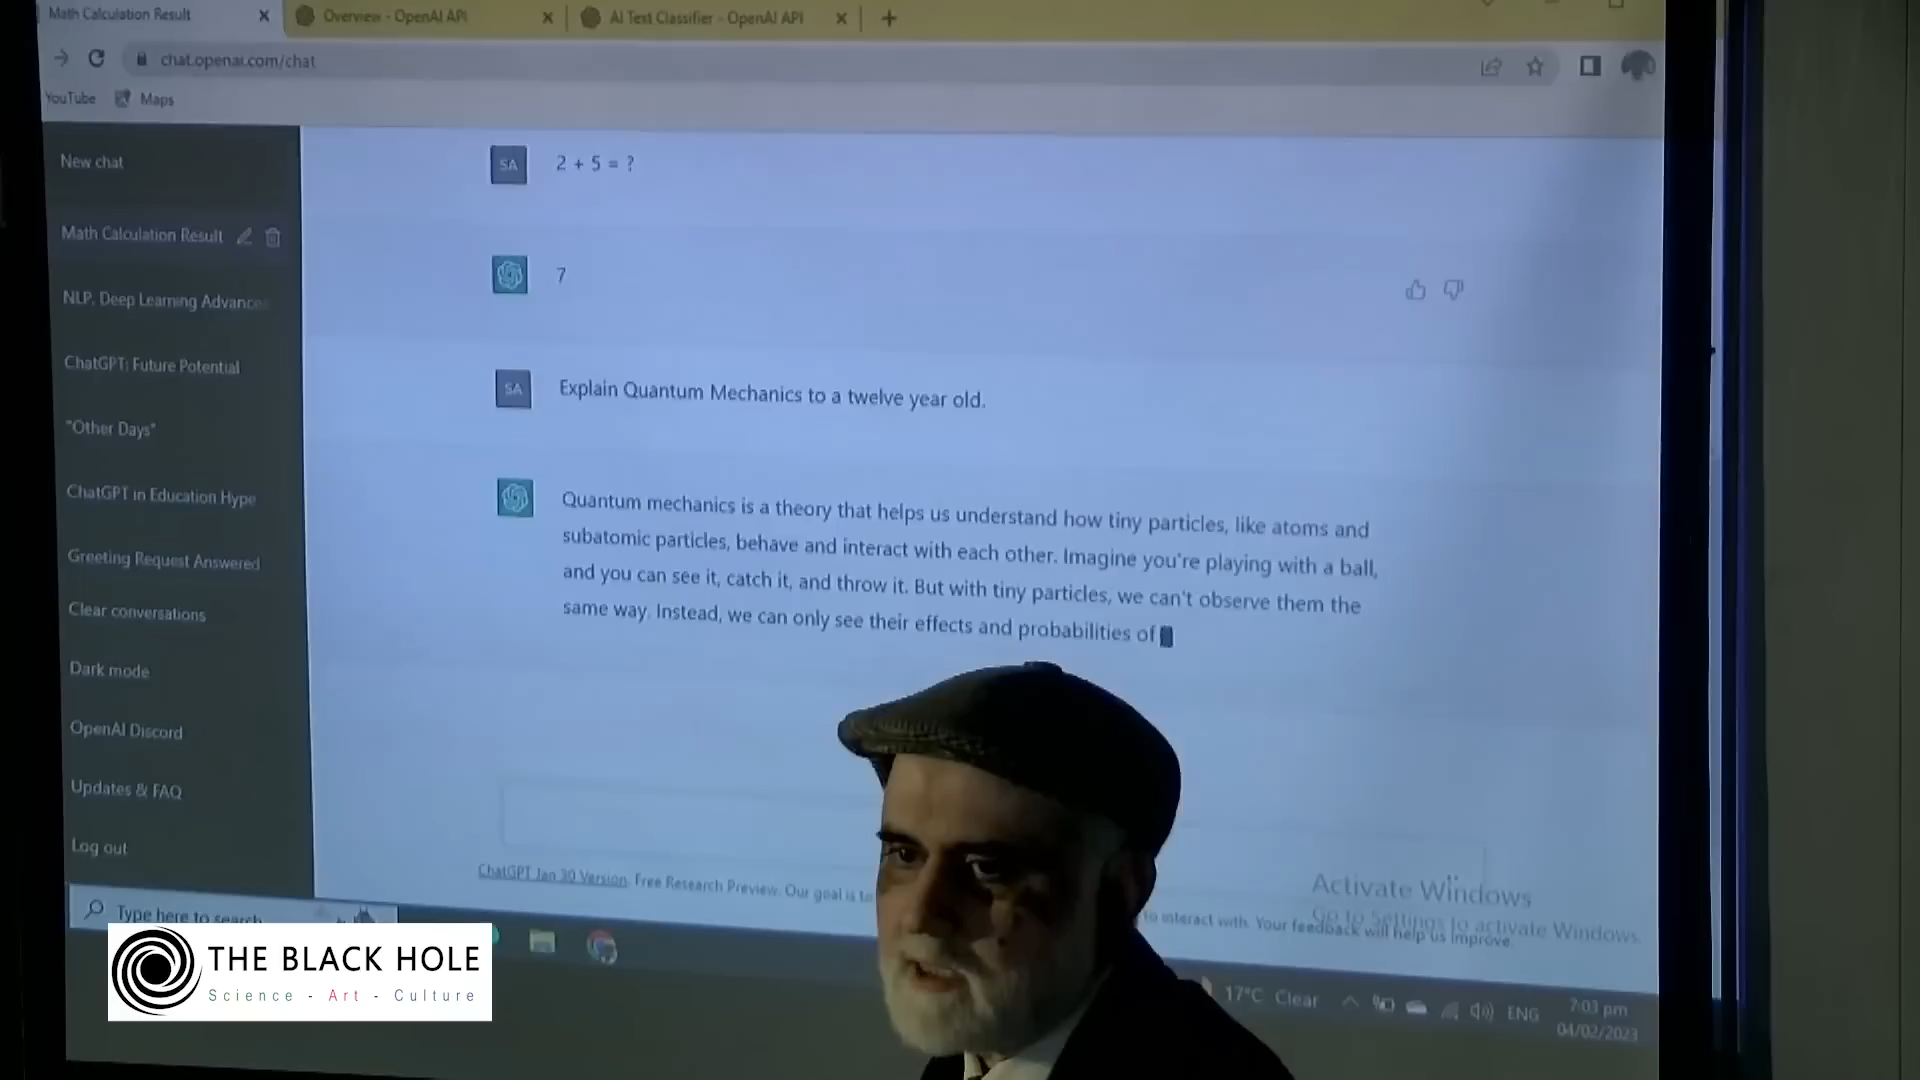 Math Calculation Result
Overview - OpenAI API
AI Text Classifier - OpenAI API
chat.openai.com/chat
YouTube
Maps
New chat
Math Calculation Result
NLP, Deep Learning Advance
ChatGPT: Future Potential
"Other Days"
ChatGPT in Education Hype
Greeting Request Answered
Clear conversations
Dark mode
OpenAI Discord
Updates & FAQ
Log out
SA
2 + 5 = ?
7
SA
Explain Quantum Mechanics to a twelve year old.
Quantum mechanics is a theory that helps us understand how tiny particles, like atoms and
subatomic particles, behave and interact with each other. Imagine you're playing with a ball,
and you can see it, catch it, and throw it. But with tiny particles, we can't observe them the
same way. Instead, we can only see their effects and probabilities of
ChatGPT Jan 30 Version. Free Research Preview. Our goal is to
to interact with. Your feedback will help us improve.
Activate Windows
Go to Settings to activate Windows.
Type here to search
THE BLACK HOLE
Science - Art - Culture
17°C Clear
ENG
7:03 pm
04/02/2023